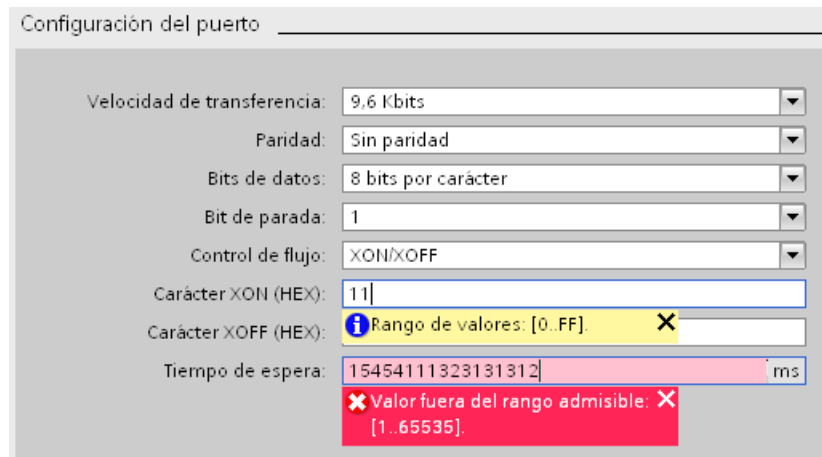 Configuración del puerto
Velocidad de transferencia: 9,6 Kbits
Paridad: Sin paridad
Bits de datos: 8 bits por carácter
Bit de parada: 1
Control de flujo: XON/XOFF
Carácter XON (HEX): 11
Carácter XOFF (HEX): Rango de valores: [0..FF].
Tiempo de espera: 15454111323131312 ms
Valor fuera del rango admisible:
[1..65535].